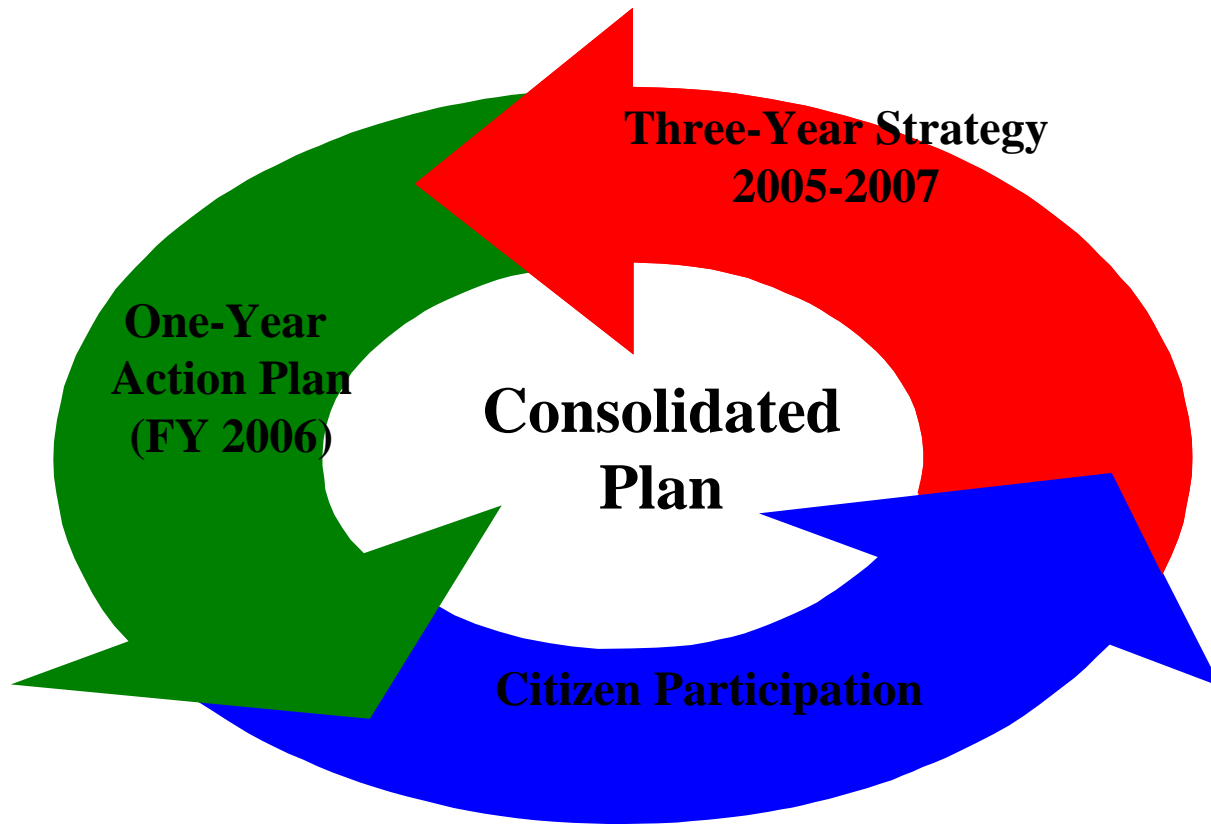 Three-Year Strategy
2005-2007
One-Year
Action Plan
(FY 2006)
Consolidated
Plan
Citizen Participation